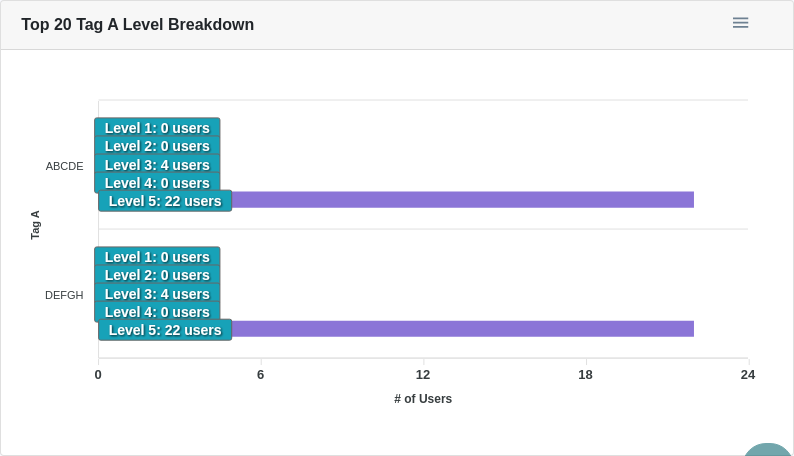 Top 20 Tag A Level Breakdown
Tag A
ABCDE
Level 1: 0 users
Level 2: 0 users
Level 3: 4 users
Level 4: 0 users
Level 5: 22 users
DEFGH
Level 1: 0 users
Level 2: 0 users
Level 3: 4 users
Level 4: 0 users
Level 5: 22 users
0 6 12 18 24
# of Users